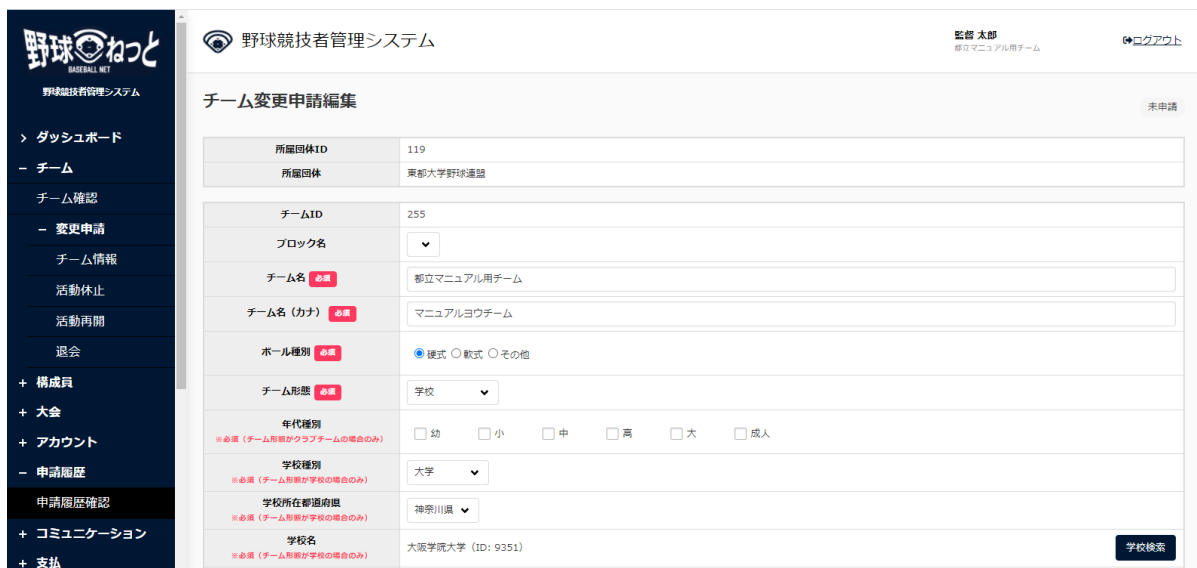 野球ねっと
BASEBALL NET
野球競技者管理システム
> ダッシュボード
− チーム
チーム確認
− 変更申請
チーム情報
活動休止
活動再開
退会
+ 構成員
+ 大会
+ アカウント
− 申請履歴
申請履歴確認
+ コミュニケーション
+ 支払
野球競技者管理システム
監督 太郎
都立マニュアル用チーム
ログアウト
チーム変更申請編集
未申請
所属団体ID 119
所属団体 東都大学野球連盟
チームID 255
ブロック名
チーム名 必須 都立マニュアル用チーム
チーム名（カナ） 必須 マニュアルヨウチーム
ボール種別 必須 硬式 軟式 その他
チーム形態 必須 学校
年代種別
※必須（チーム形態がクラブチームの場合のみ）
幼 小 中 高 大 成人
学校種別
※必須（チーム形態が学校の場合のみ）
大学
学校所在都道府県
※必須（チーム形態が学校の場合のみ）
神奈川県
学校名
※必須（チーム形態が学校の場合のみ）
大阪学院大学（ID: 9351）
学校検索